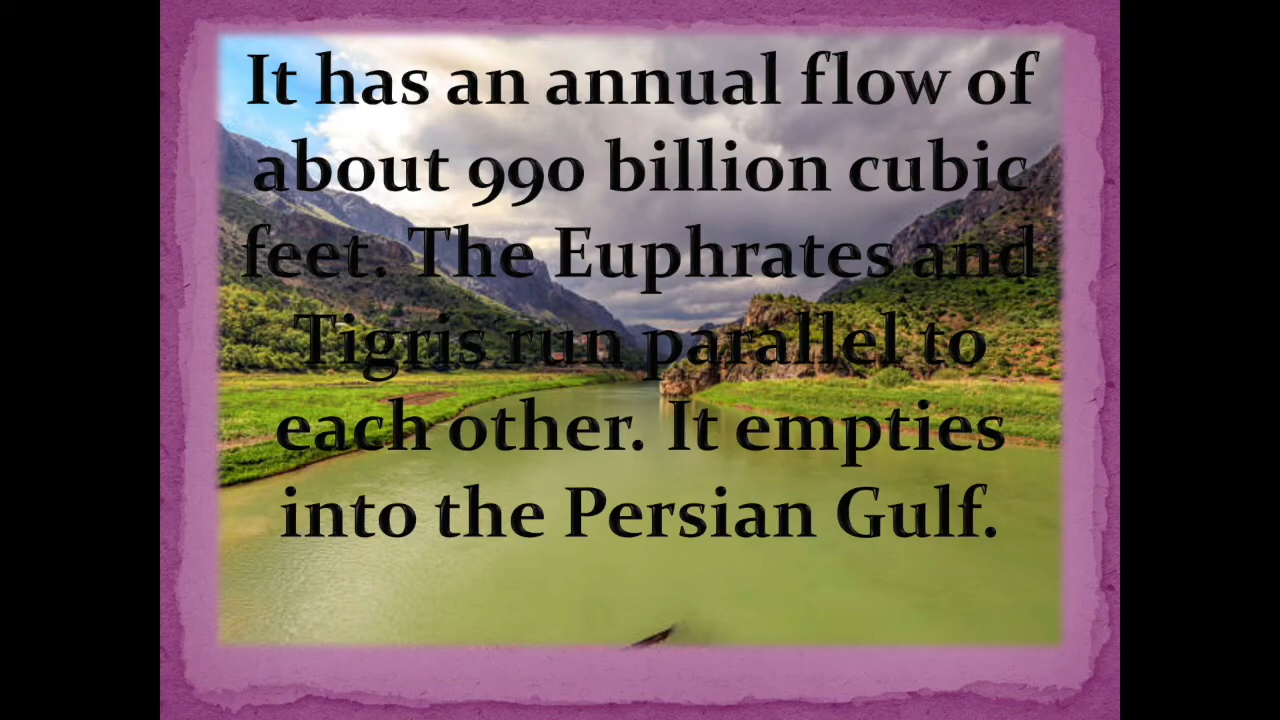 It has an annual flow of
about 990 billion cubic
feet. The Euphrates and
Tigris run parallel to
each other. It empties
into the Persian Gulf.